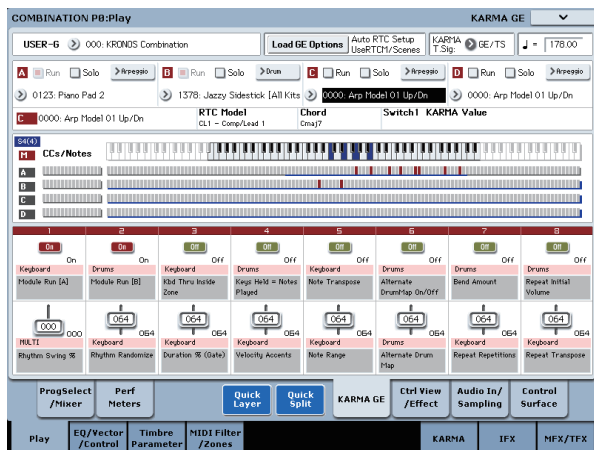 COMBINATION P0:Play
KARMA GE
USER-G
000: KRONOS Combination
Load GE Options
Auto RTC Setup
UseRTCM/Scenes
KARMA
T.Sig:
GE/TS
♩ = 178.00
A Run Solo >Arpeggio
B Run Solo >Drum
C Run Solo >Arpeggio
D Run Solo >Arpeggio
0123: Piano Pad 2
1378: Jazzy Sidestick [All Kits
0000: Arp Model 01 Up/Dn
0000: Arp Model 01 Up/Dn
C 0000: Arp Model 01 Up/Dn
RTC Model
CL1 - Comp/Lead 1
Chord
Cmaj7
Switch1 KARMA Value
S4(4)
M CCs/Notes
A
B
C
D
1 2 3 4 5 6 7 8
On On Off Off Off Off Off Off
On On Off Off Off Off Off Off
Keyboard Drums Keyboard Drums Keyboard Drums Drums Drums
Module Run [A]
Module Run [B]
Kbd Thru Inside
Zone
Keys Held = Notes
Played
Note Transpose
Alternate
DrumMap On/Off
Bend Amount
Repeat Initial
Volume
000 064 064 064 064 064 064 064
000 064 064 064 064 064 064 064
MULTI Keyboard Keyboard Keyboard Keyboard Drums Keyboard Keyboard
Rhythm Swing %
Rhythm Randomize
Duration % (Gate)
Velocity Accents
Note Range
Alternate Drum
Map
Repeat Repetitions
Repeat Transpose
ProgSelect
/Mixer
Perf
Meters
Quick
Layer
Quick
Split
KARMA GE
Ctrl View
/Effect
Audio In/
Sampling
Control
Surface
Play
EQ/Vector
/Control
Timbre
Parameter
MIDI Filter
/Zones
KARMA
IFX
MFX/TFX